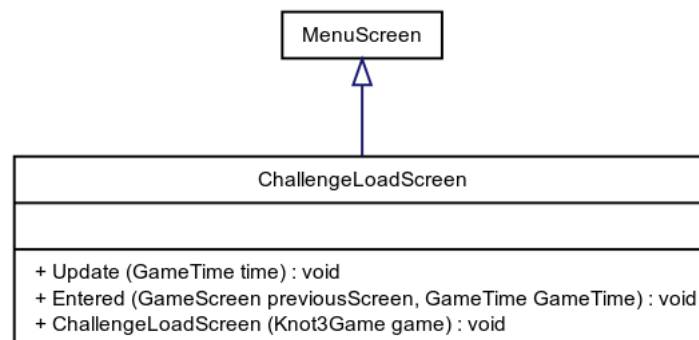 MenuScreen
ChallengeLoadScreen
+ Update (GameTime time) : void
+ Entered (GameScreen previousScreen, GameTime GameTime) : void
+ ChallengeLoadScreen (Knot3Game game) : void